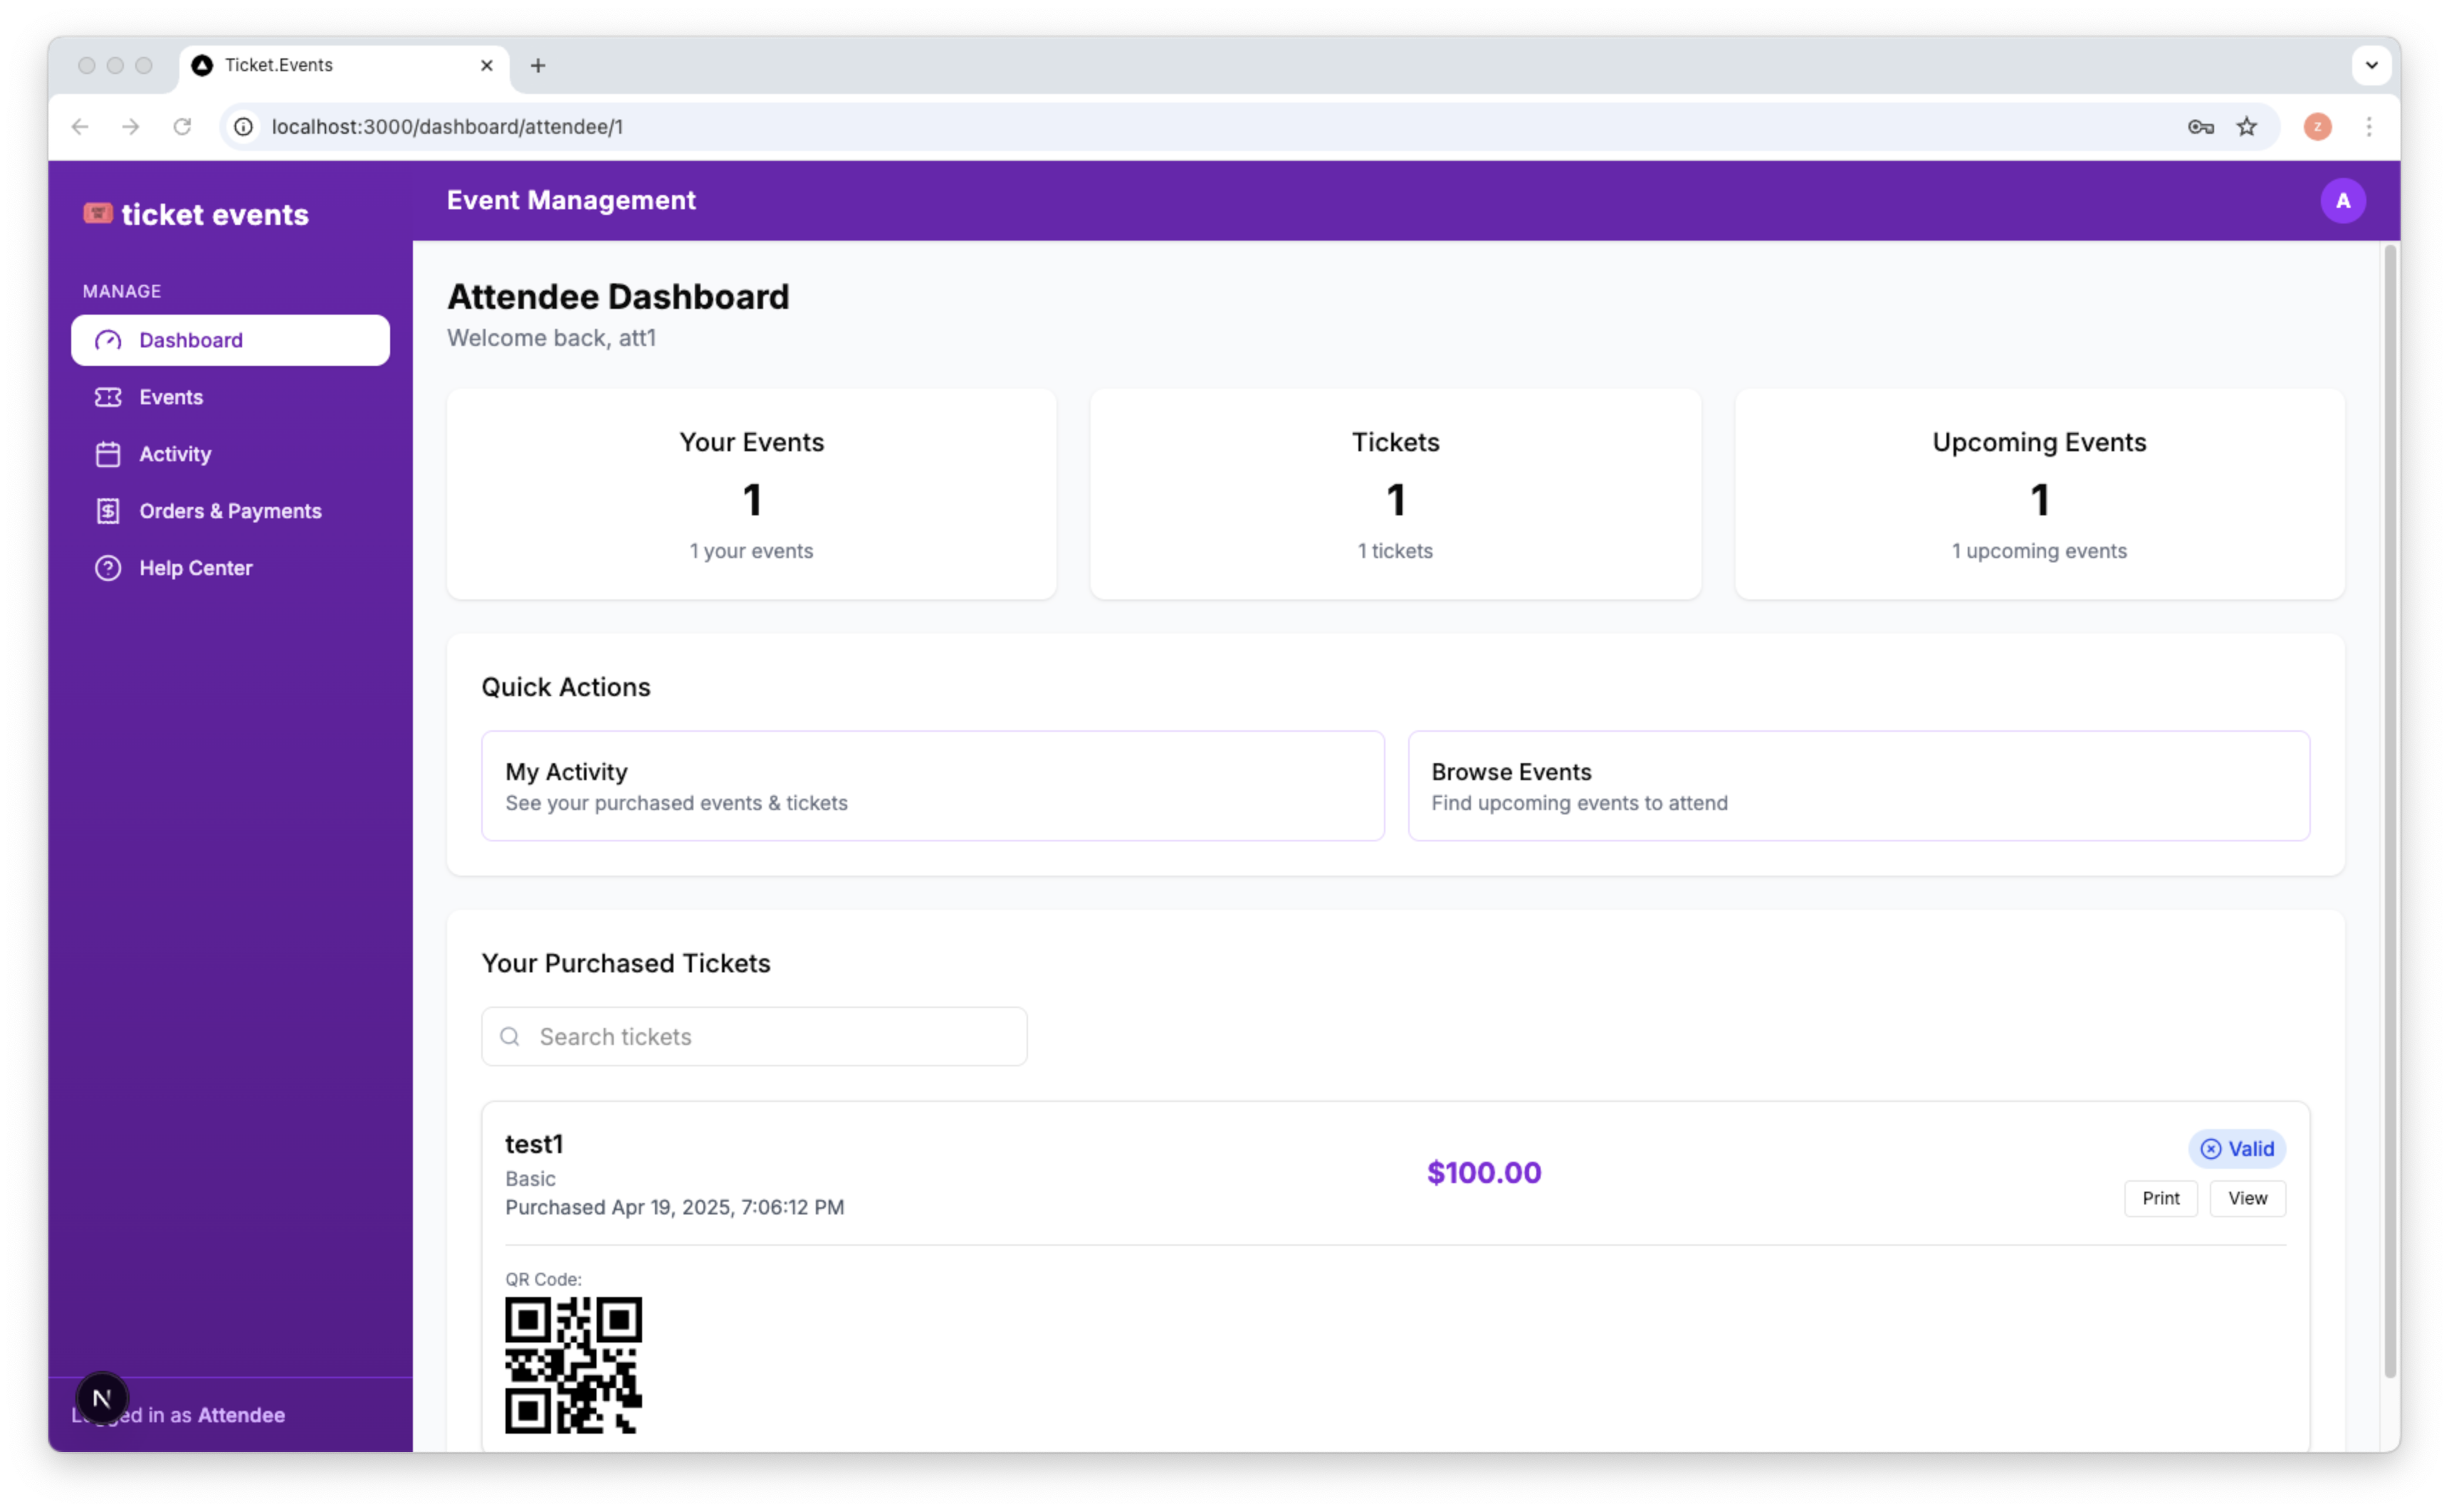 Ticket.Events
localhost:3000/dashboard/attendee/1
Z
ticket events
Event Management
A
MANAGE
Dashboard
Events
Activity
Orders & Payments
Help Center
Attendee Dashboard
Welcome back, att1
Your Events
1
1 your events
Tickets
1
1 tickets
Upcoming Events
1
1 upcoming events
Quick Actions
My Activity
See your purchased events & tickets
Browse Events
Find upcoming events to attend
Your Purchased Tickets
Search tickets
test1
Basic
Purchased Apr 19, 2025, 7:06:12 PM
$100.00
Valid
Print
View
QR Code:
N
in as Attendee